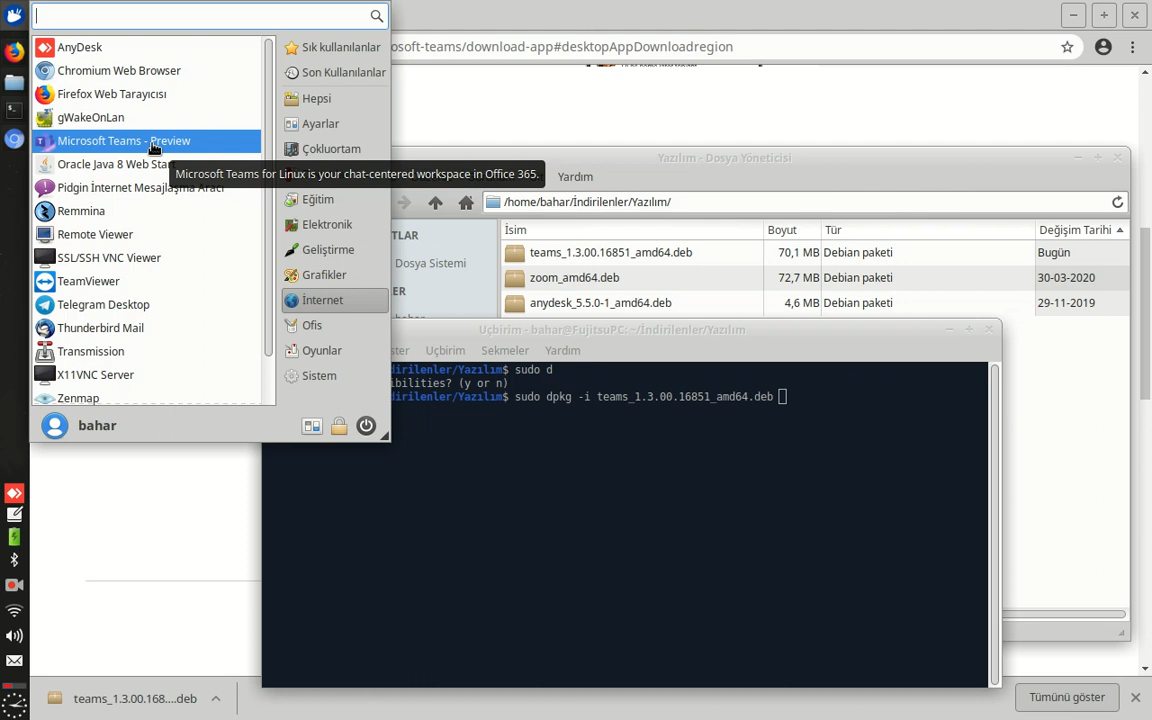 AnyDesk
Chromium Web Browser
Firefox Web Tarayıcısı
gWakeOnLan
Microsoft Teams - Preview
Oracle Java 8 Web Start
Pidgin İnternet Mesajlaşma Aracı
Remmina
Remote Viewer
SSL/SSH VNC Viewer
TeamViewer
Telegram Desktop
Thunderbird Mail
Transmission
X11VNC Server
Zenmap
bahar
Sık kullanılanlar
Son Kullanılanlar
Hepsi
Ayarlar
Çokluortam
Eğitim
Elektronik
Geliştirme
Grafikler
İnternet
Ofis
Oyunlar
Sistem
Microsoft Teams for Linux is your chat-centered workspace in Office 365.
osoft-teams/download-app#desktopAppDownloadregion
Yazılım - Dosya Yöneticisi
Yardım
/home/bahar/İndirilenler/Yazılım/
TLAR
Dosya Sistemi
ER
İsim Boyut Tür Değişim Tarihi
teams_1.3.00.16851_amd64.deb 70,1 MB Debian paketi Bugün
zoom_amd64.deb 72,7 MB Debian paketi 30-03-2020
anydesk_5.5.0-1_amd64.deb 4,6 MB Debian paketi 29-11-2019
Uçbirim - bahar@FujitsuPC: ~/İndirilenler/Yazılım
ster Uçbirim Sekmeler Yardım
dirilenler/Yazılım$ sudo d
ibilities? (y or n)
dirilenler/Yazılım$ sudo dpkg -i teams_1.3.00.16851_amd64.deb
teams_1.3.00.168....deb
Tümünü göster